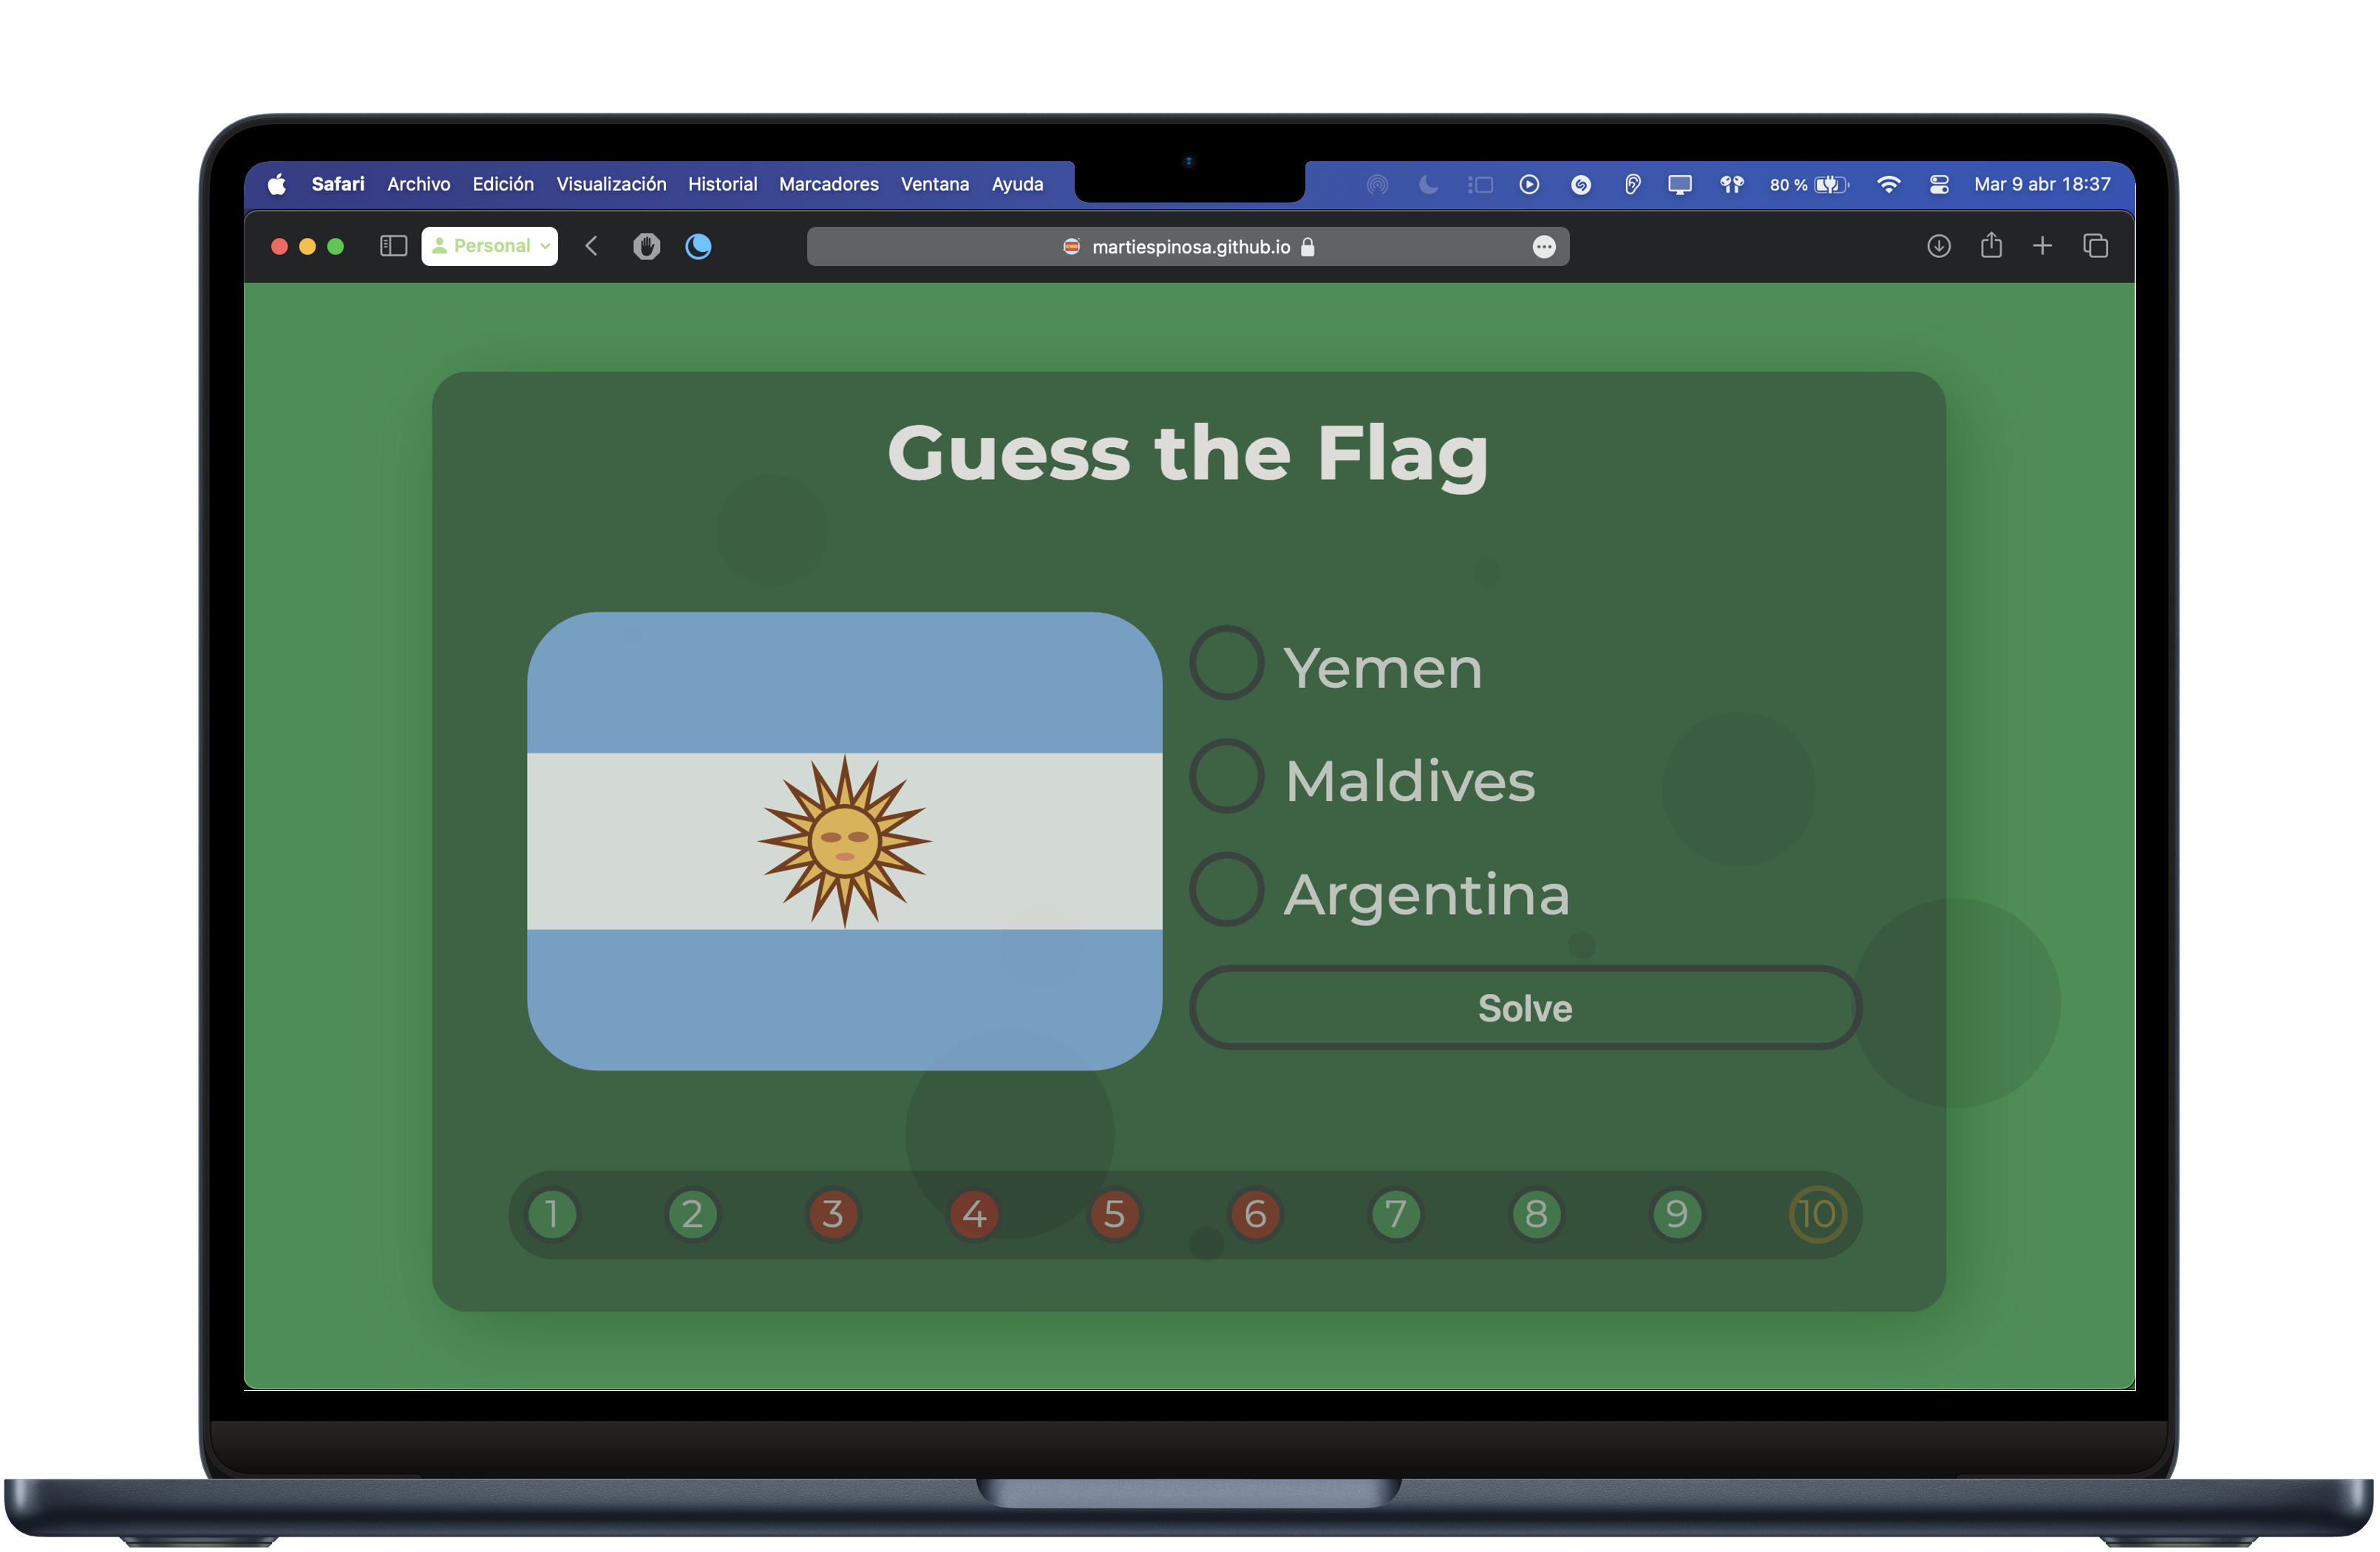 Safari Archivo Edición Visualización Historial Marcadores Ventana Ayuda 80 % Mar 9 abr 18:37
Personal martiespinosa.github.io
Guess the Flag
Yemen
Maldives
Argentina
Solve
1 2 3 4 5 6 7 8 9 10